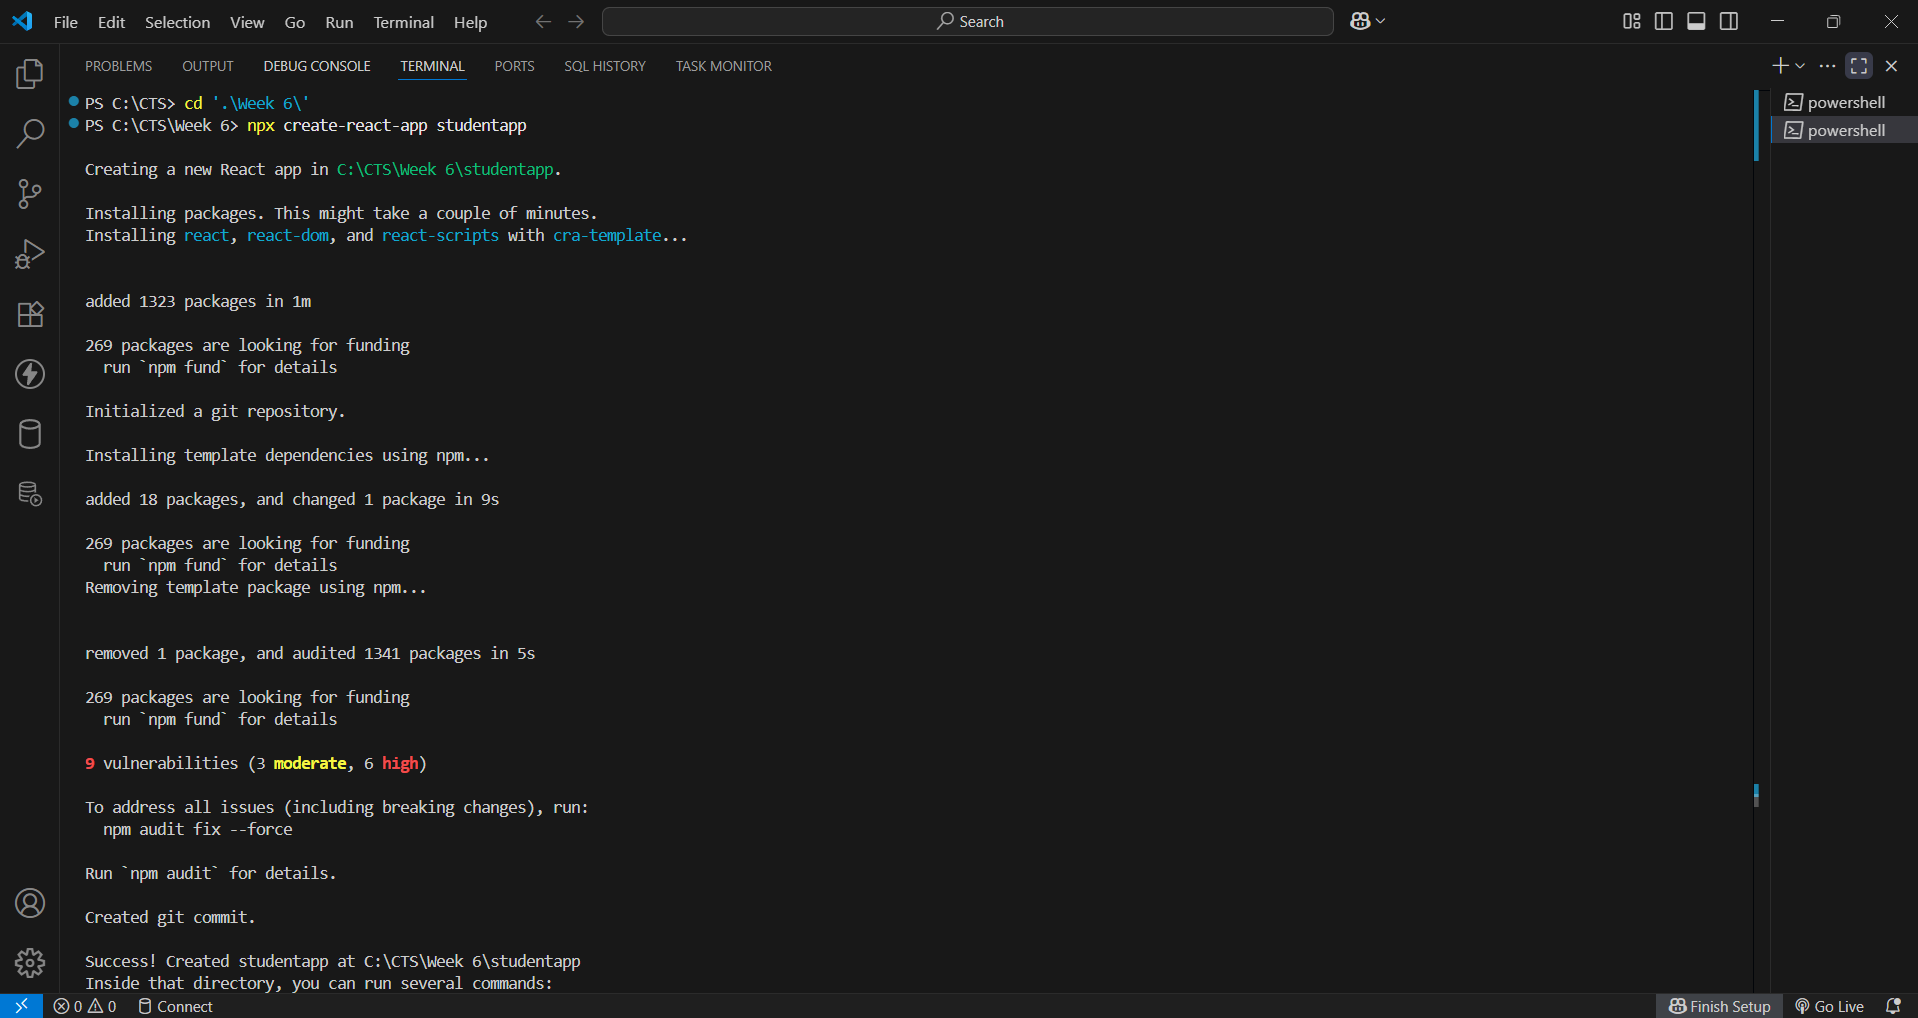 File Edit Selection View Go Run Terminal Help
Search
PROBLEMS OUTPUT DEBUG CONSOLE TERMINAL PORTS SQL HISTORY TASK MONITOR
powershell
powershell
PS C:\CTS> cd '.\Week 6\'
PS C:\CTS\Week 6> npx create-react-app studentapp
Creating a new React app in C:\CTS\Week 6\studentapp.
Installing packages. This might take a couple of minutes.
Installing react, react-dom, and react-scripts with cra-template...
added 1323 packages in 1m
269 packages are looking for funding
run `npm fund` for details
Initialized a git repository.
Installing template dependencies using npm...
added 18 packages, and changed 1 package in 9s
269 packages are looking for funding
run `npm fund` for details
Removing template package using npm...
removed 1 package, and audited 1341 packages in 5s
269 packages are looking for funding
run `npm fund` for details
9 vulnerabilities (3 moderate, 6 high)
To address all issues (including breaking changes), run:
npm audit fix --force
Run `npm audit` for details.
Created git commit.
Success! Created studentapp at C:\CTS\Week 6\studentapp
Inside that directory, you can run several commands:
0 0 Connect
Finish Setup Go Live